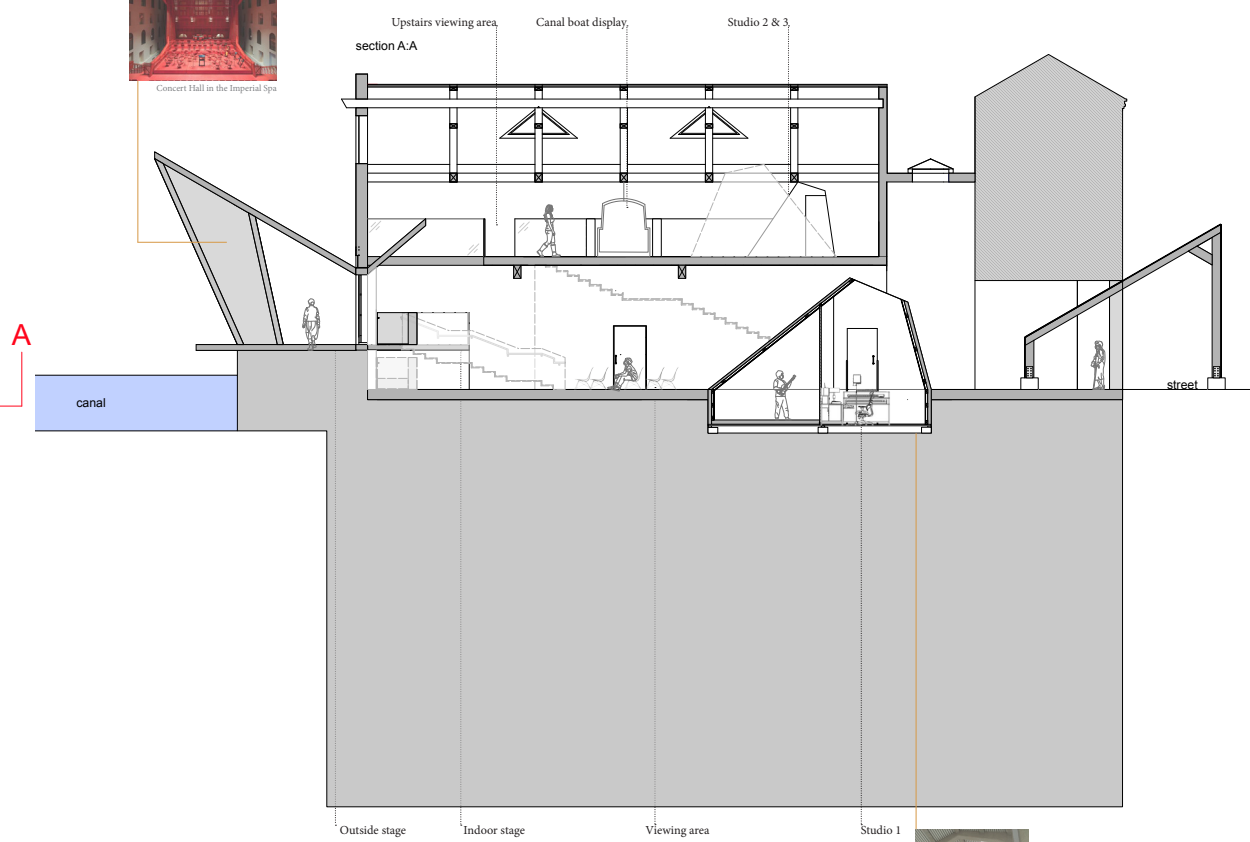 Upstairs viewing area
Canal boat display
Studio 2 & 3
section A:A
Concert Hall in the Imperial Spa
A
canal
street
Outside stage
Indoor stage
Viewing area
Studio 1